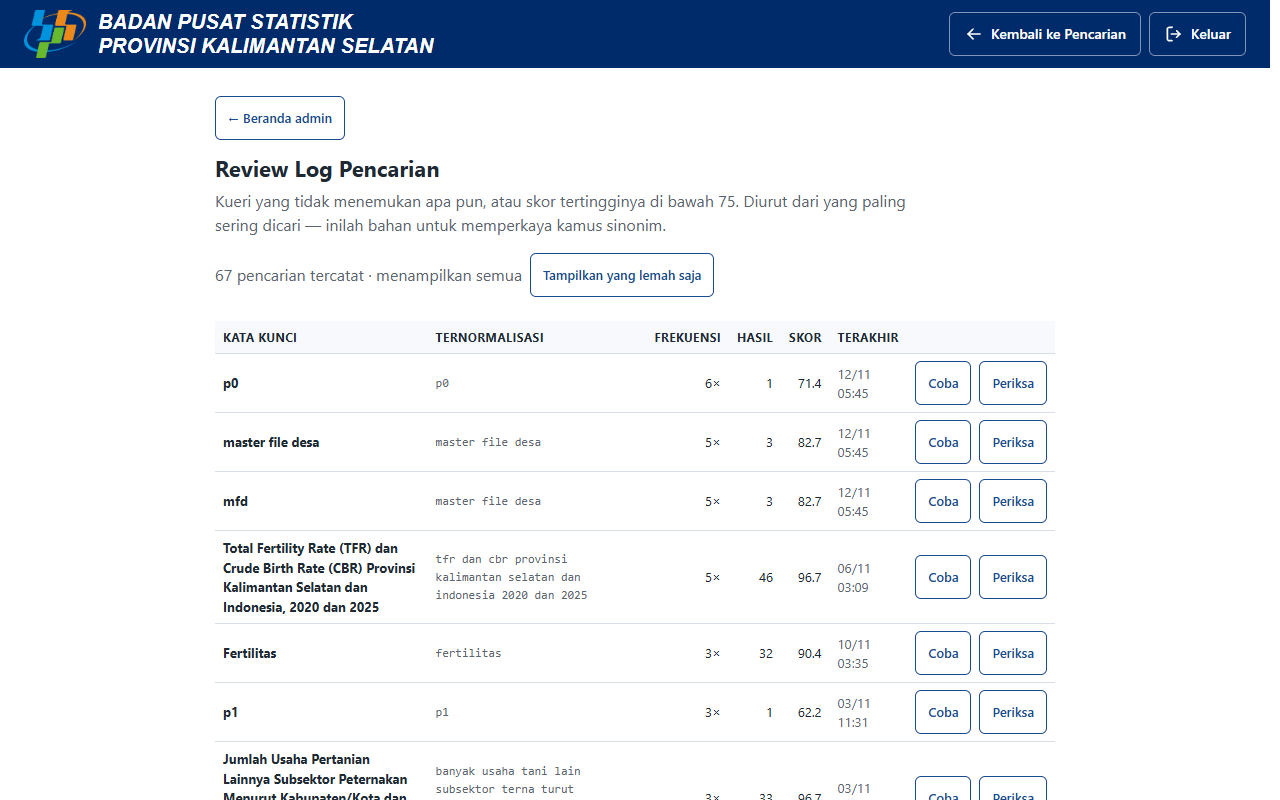 BADAN PUSAT STATISTIK
PROVINSI KALIMANTAN SELATAN
← Kembali ke Pencarian
Keluar
← Beranda admin
Review Log Pencarian
Kueri yang tidak menemukan apa pun, atau skor tertingginya di bawah 75. Diurut dari yang paling
sering dicari — inilah bahan untuk memperkaya kamus sinonim.
67 pencarian tercatat · menampilkan semua Tampilkan yang lemah saja
KATA KUNCI TERNORMALISASI FREKUENSI HASIL SKOR TERAKHIR
p0 p0 6× 1 71.4 12/11 05:45 Coba Periksa
master file desa master file desa 5× 3 82.7 12/11 05:45 Coba Periksa
mfd master file desa 5× 3 82.7 12/11 05:45 Coba Periksa
Total Fertility Rate (TFR) dan
Crude Birth Rate (CBR) Provinsi
Kalimantan Selatan dan
Indonesia, 2020 dan 2025
tfr dan cbr provinsi
kalimantan selatan dan
indonesia 2020 dan 2025
5× 46 96.7 06/11 03:09 Coba Periksa
Fertilitas fertilitas 3× 32 90.4 10/11 03:35 Coba Periksa
p1 p1 3× 1 62.2 03/11 11:31 Coba Periksa
Jumlah Usaha Pertanian
Lainnya Subsektor Peternakan
Menurut Kabupaten/Kota dan
banyak usaha tani lain
subsektor terna turut
3× 33 96.7 03/11 Coba Periksa